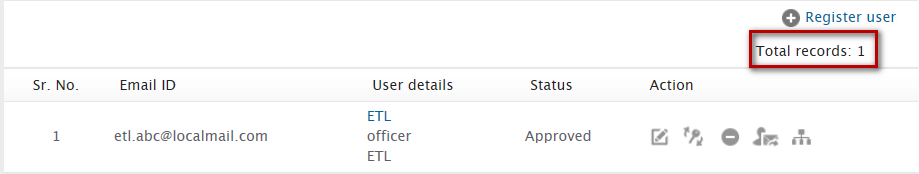 Register user
Total records: 1
Sr. No. Email ID User details Status Action
1 etl.abc@localmail.com ETL officer ETL Approved